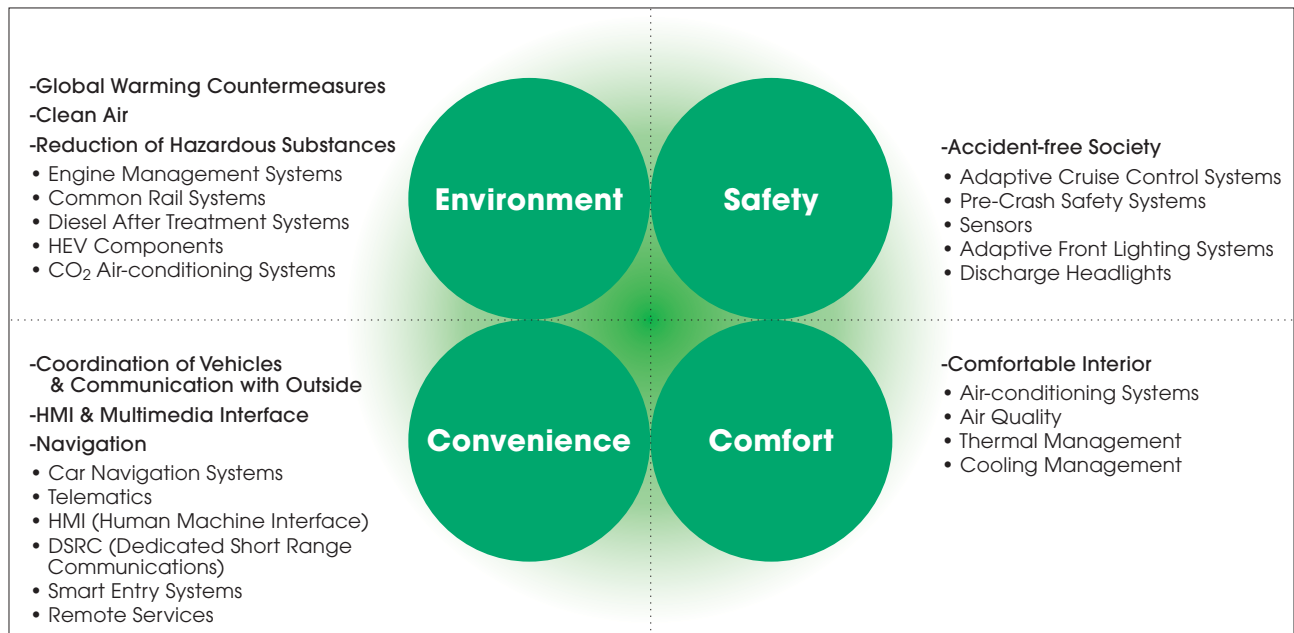 -Global Warming Countermeasures
-Clean Air
-Reduction of Hazardous Substances
• Engine Management Systems
• Common Rail Systems
• Diesel After Treatment Systems
• HEV Components
• CO₂ Air-conditioning Systems
Environment
Safety
-Accident-free Society
• Adaptive Cruise Control Systems
• Pre-Crash Safety Systems
• Sensors
• Adaptive Front Lighting Systems
• Discharge Headlights
-Coordination of Vehicles
& Communication with Outside
-HMI & Multimedia Interface
-Navigation
• Car Navigation Systems
• Telematics
• HMI (Human Machine Interface)
• DSRC (Dedicated Short Range
Communications)
• Smart Entry Systems
• Remote Services
Convenience
Comfort
-Comfortable Interior
• Air-conditioning Systems
• Air Quality
• Thermal Management
• Cooling Management